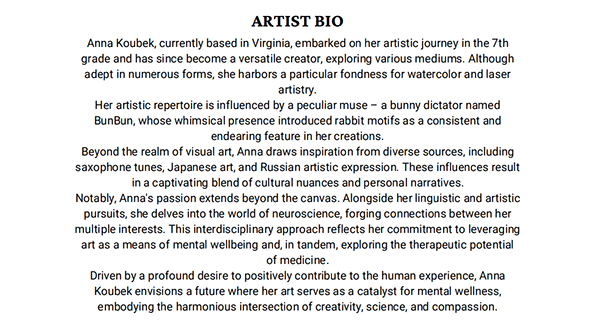 ARTIST BIO
Anna Koubek, currently based in Virginia, embarked on her artistic journey in the 7th
grade and has since become a versatile creator, exploring various mediums. Although
adept in numerous forms, she harbors a particular fondness for watercolor and laser
artistry.
Her artistic repertoire is influenced by a peculiar muse – a bunny dictator named
BunBun, whose whimsical presence introduced rabbit motifs as a consistent and
endearing feature in her creations.
Beyond the realm of visual art, Anna draws inspiration from diverse sources, including
saxophone tunes, Japanese art, and Russian artistic expression. These influences result
in a captivating blend of cultural nuances and personal narratives.
Notably, Anna's passion extends beyond the canvas. Alongside her linguistic and artistic
pursuits, she delves into the world of neuroscience, forging connections between her
multiple interests. This interdisciplinary approach reflects her commitment to leveraging
art as a means of mental wellbeing and, in tandem, exploring the therapeutic potential
of medicine.
Driven by a profound desire to positively contribute to the human experience, Anna
Koubek envisions a future where her art serves as a catalyst for mental wellness,
embodying the harmonious intersection of creativity, science, and compassion.